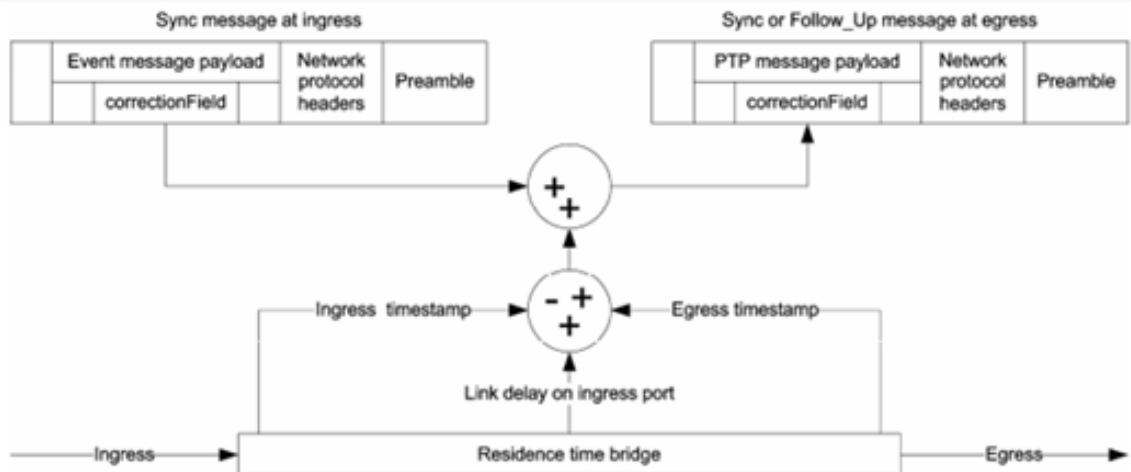 Sync message at ingress
Sync or Follow_Up message at egress
Event message payload
correctionField
Network
protocol
headers
Preamble
PTP message payload
correctionField
Network
protocol
headers
Preamble
+
+
Ingress timestamp
- +
+
Egress timestamp
Link delay on ingress port
Ingress
Residence time bridge
Egress